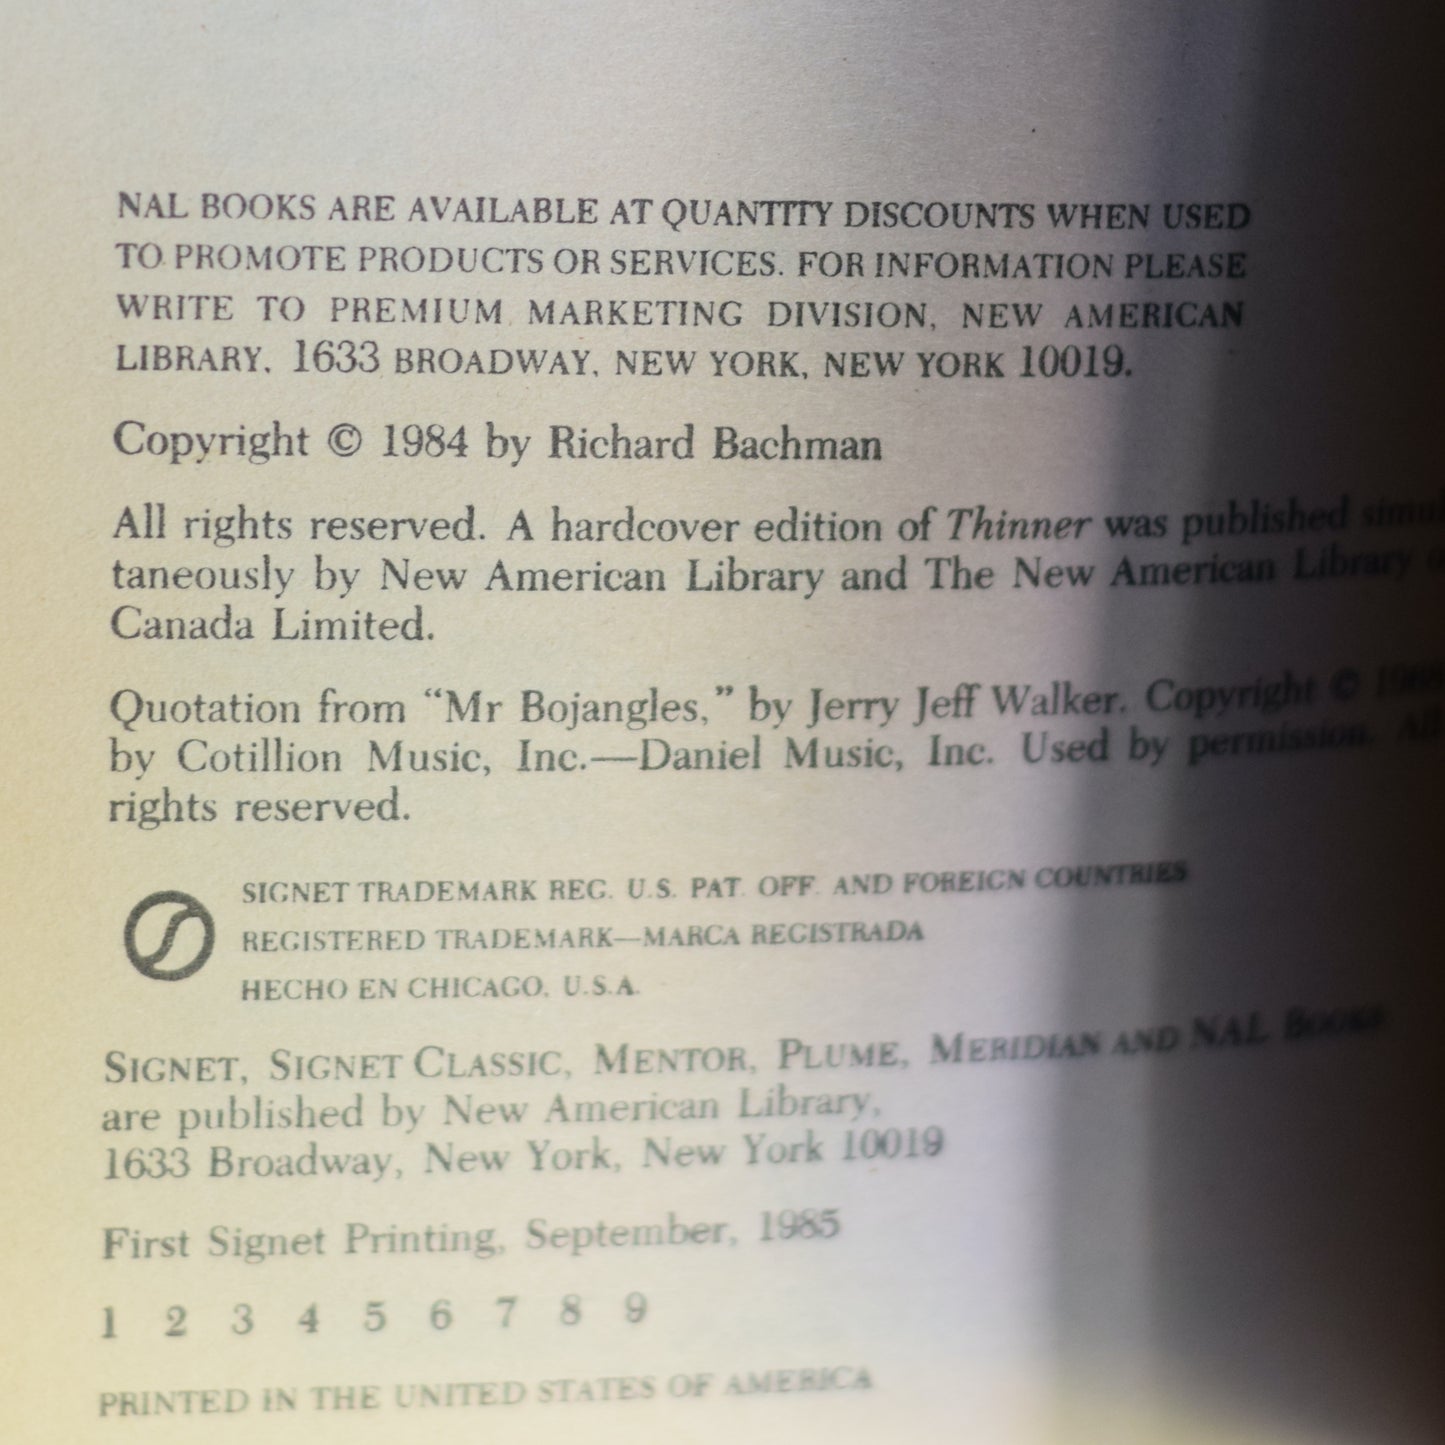 NAL BOOKS ARE AVAILABLE AT QUANTITY DISCOUNTS WHEN USED
TO PROMOTE PRODUCTS OR SERVICES. FOR INFORMATION PLEASE
WRITE TO PREMIUM MARKETING DIVISION, NEW AMERICAN
LIBRARY, 1633 BROADWAY, NEW YORK, NEW YORK 10019.
Copyright © 1984 by Richard Bachman
All rights reserved. A hardcover edition of Thinner was published simul
taneously by New American Library and The New American Library
Canada Limited.
Quotation from “Mr Bojangles,” by Jerry Jeff Walker. Copyright ©
by Cotillion Music, Inc.—Daniel Music, Inc. Used by permission. All
rights reserved.
SIGNET TRADEMARK REG. U.S. PAT. OFF. AND FOREIGN COUNTRIES
REGISTERED TRADEMARK—MARCA REGISTRADA
HECHO EN CHICAGO, U.S.A.
SIGNET, SIGNET CLASSIC, MENTOR, PLUME, MERIDIAN AND NAL BOOKS
are published by New American Library,
1633 Broadway, New York, New York 10019
First Signet Printing, September, 1985
1 2 3 4 5 6 7 8 9
PRINTED IN THE UNITED STATES OF AMERICA